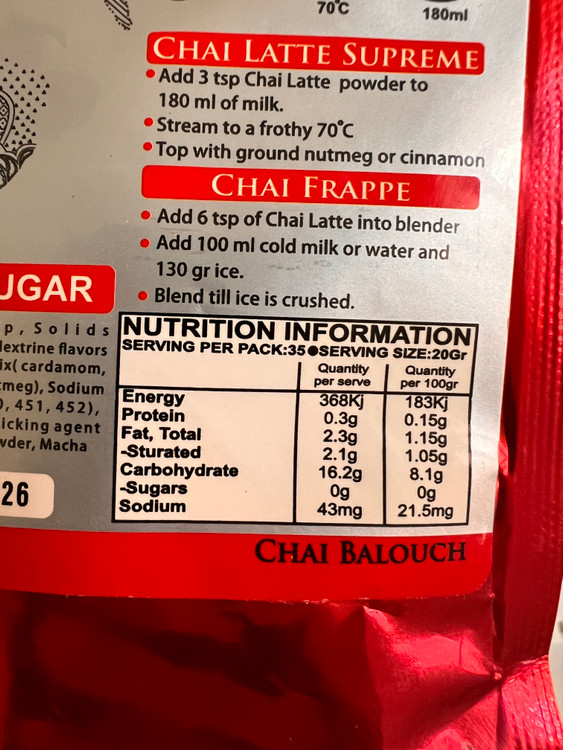 70°C
180ml
CHAI LATTE SUPREME
Add 3 tsp Chai Latte powder to
180 ml of milk.
Stream to a frothy 70°C
Top with ground nutmeg or cinnamon
CHAI FRAPPE
Add 6 tsp of Chai Latte into blender
Add 100 ml cold milk or water and
130 gr ice.
Blend till ice is crushed.
UGAR
p, Solids
dextrine flavors
ix( cardamom,
meg), Sodium
0, 451, 452),
icking agent
wder, Macha
26
NUTRITION INFORMATION
SERVING PER PACK:35●SERVING SIZE:20Gr
Quantity per serve Quantity per 100gr
Energy 368Kj 183Kj
Protein 0.3g 0.15g
Fat, Total 2.3g 1.15g
-Sturated 2.1g 1.05g
Carbohydrate 16.2g 8.1g
-Sugars 0g 0g
Sodium 43mg 21.5mg
CHAI BALOUCH